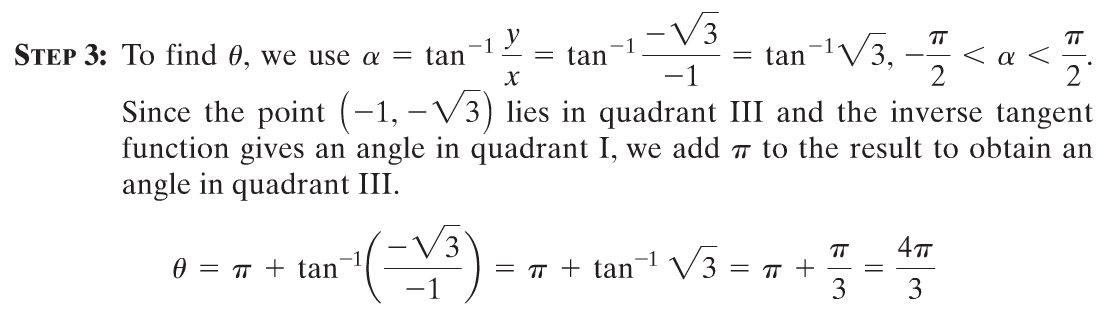 STEP 3: To find θ, we use α = tan⁻¹ y/x = tan⁻¹ -√3/-1 = tan⁻¹√3, -π/2 < α < π/2.
Since the point (-1, -√3) lies in quadrant III and the inverse tangent
function gives an angle in quadrant I, we add π to the result to obtain an
angle in quadrant III.
θ = π + tan⁻¹(-√3/-1) = π + tan⁻¹ √3 = π + π/3 = 4π/3